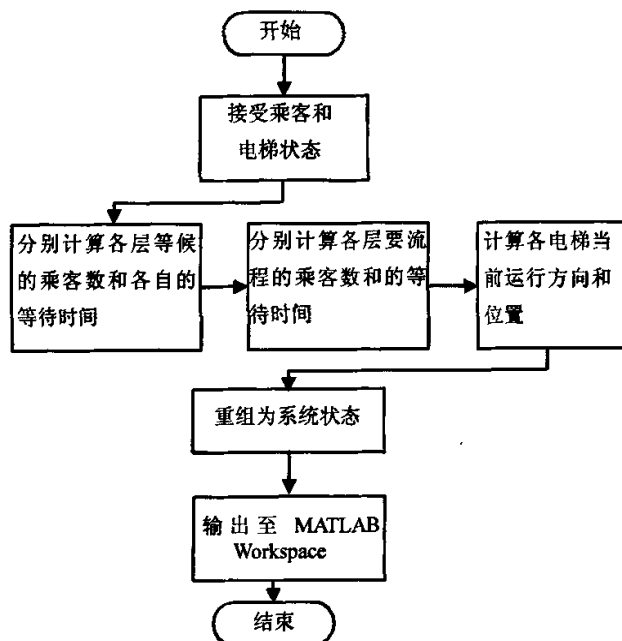 开始
接受乘客和
电梯状态
分别计算各层等候
的乘客数和各自的
等待时间
分别计算各层要流
程的乘客数和的等
待时间
计算各电梯当
前运行方向和
位置
重组为系统状态
输出至 MATLAB
Workspace
结束